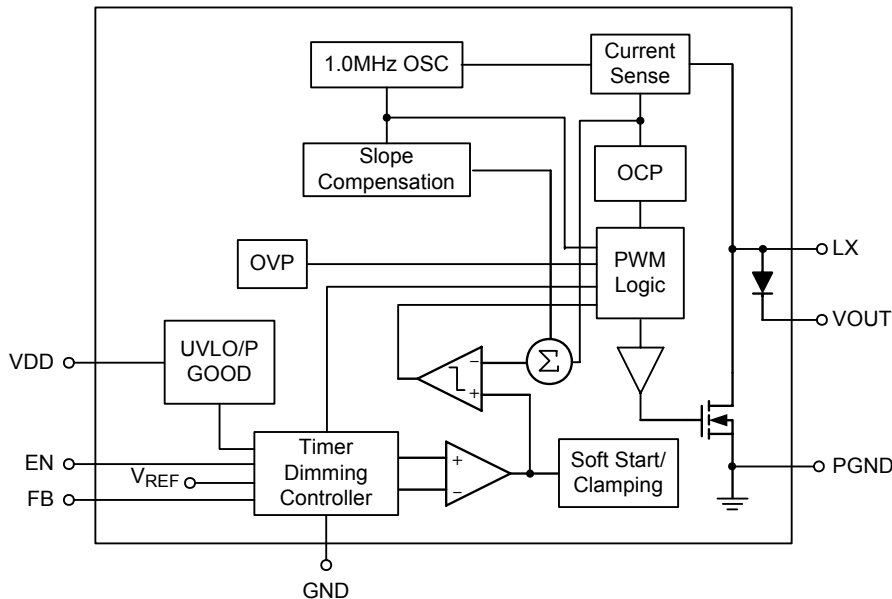 1.0MHz OSC
Current
Sense
Slope
Compensation
OCP
OVP
PWM
Logic
LX
VOUT
VDD
UVLO/P
GOOD
Σ
−
+
EN
VREF
FB
Timer
Dimming
Controller
+
−
Soft Start/
Clamping
PGND
GND